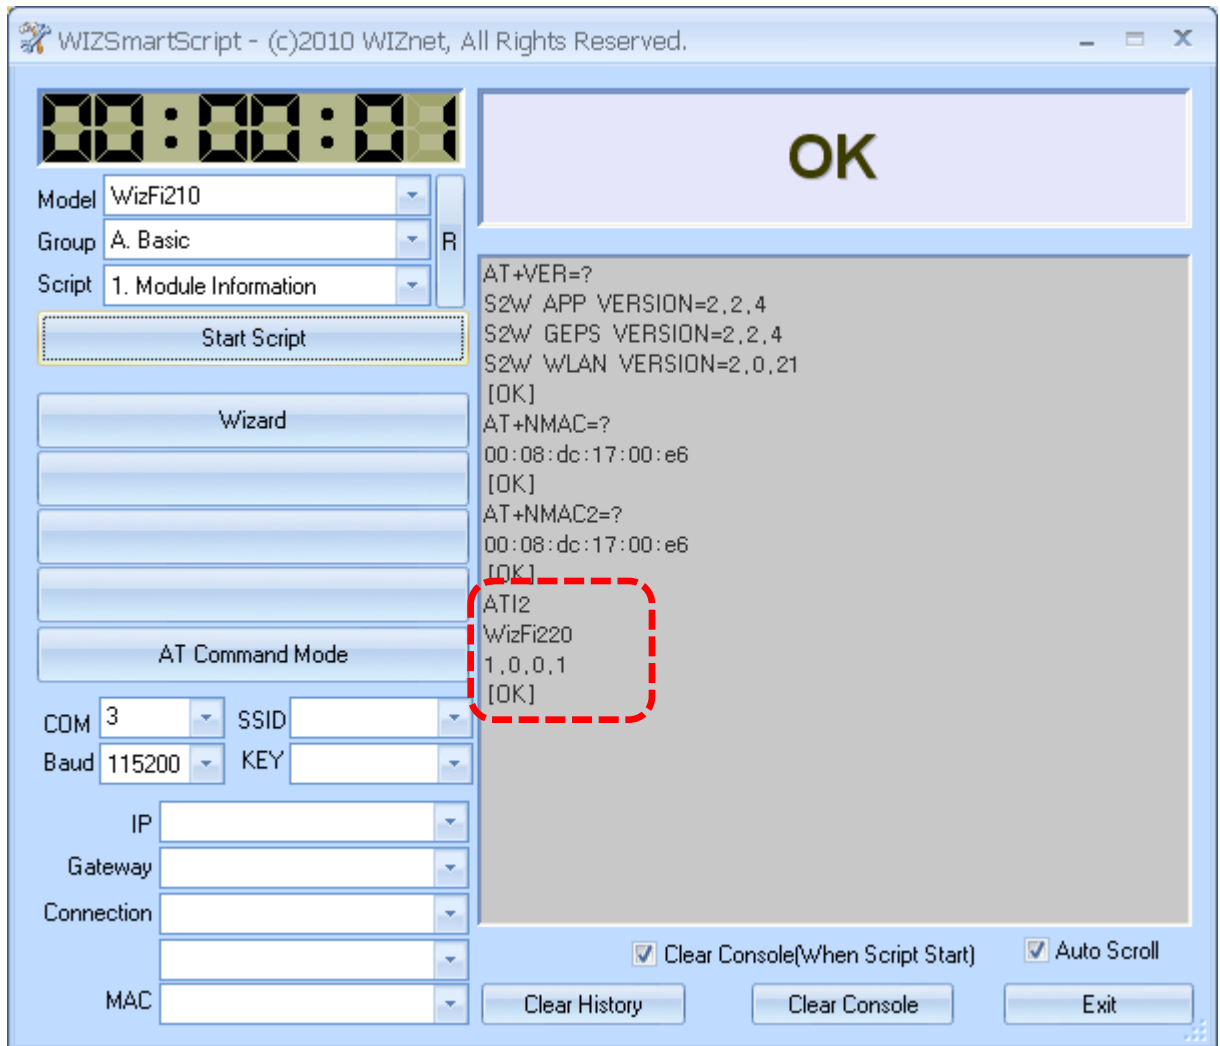 WIZSmartScript - (c)2010 WIZnet, All Rights Reserved.
00:00:01
OK
Model WizFi210
Group A. Basic
R
Script 1. Module Information
Start Script
Wizard
AT Command Mode
COM 3 SSID
Baud 115200 KEY
IP
Gateway
Connection
MAC
AT+VER=?
S2W APP VERSION=2,2,4
S2W GEPS VERSION=2,2,4
S2W WLAN VERSION=2,0,21
[OK]
AT+NMAC=?
00:08:dc:17:00:e6
[OK]
AT+NMAC2=?
00:08:dc:17:00:e6
[OK]
ATI2
WizFi220
1,0,0,1
[OK]
Clear Console(When Script Start) Auto Scroll
Clear History Clear Console Exit